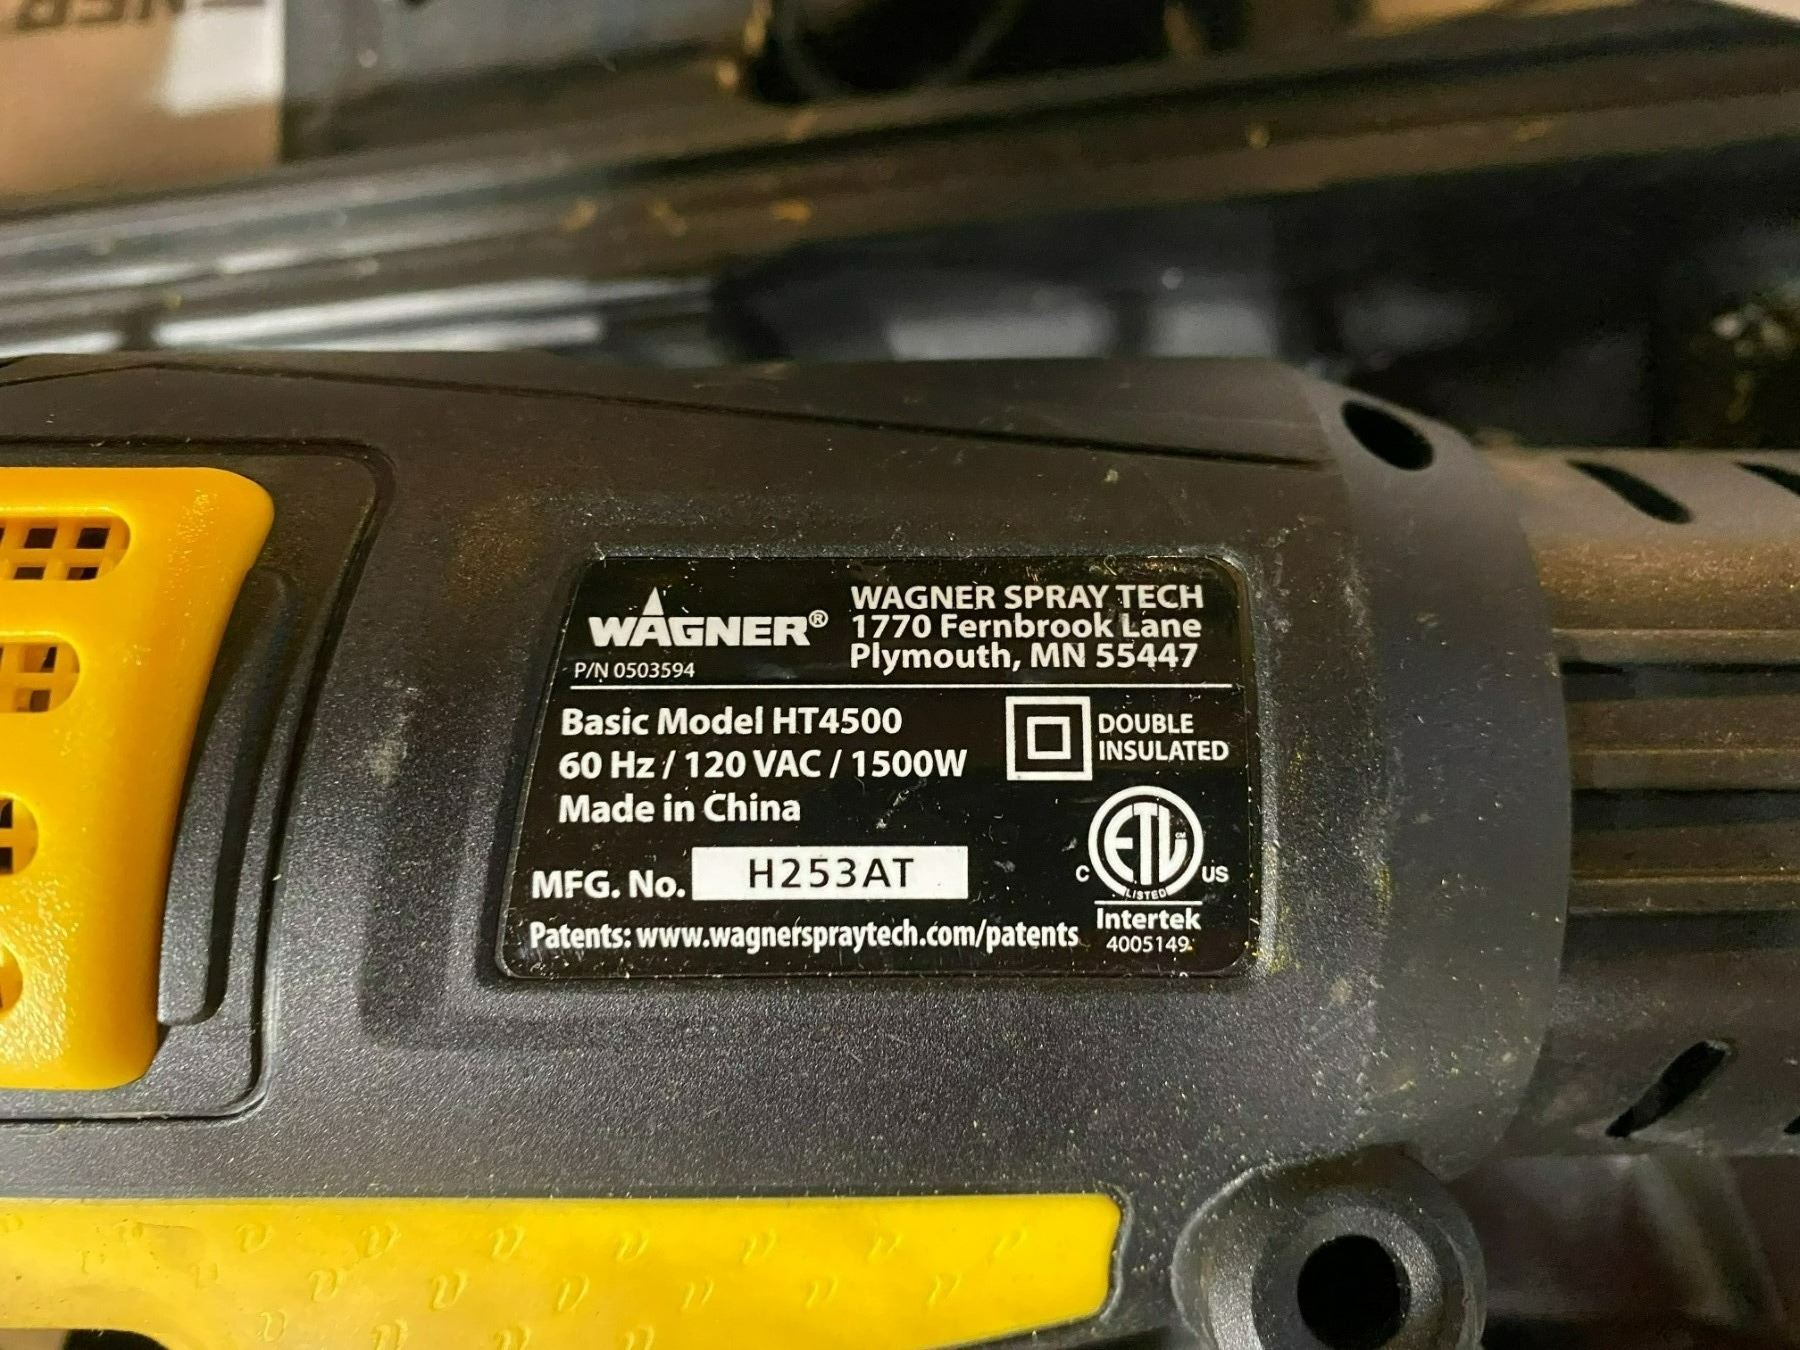 WAGNER®
P/N 0503594
WAGNER SPRAY TECH
1770 Fernbrook Lane
Plymouth, MN 55447
Basic Model HT4500
60 Hz / 120 VAC / 1500W
Made in China
DOUBLE
INSULATED
MFG. No. H253AT
Patents: www.wagnerspraytech.com/patents
ETL CM
LISTED
C US
Intertek
4005149